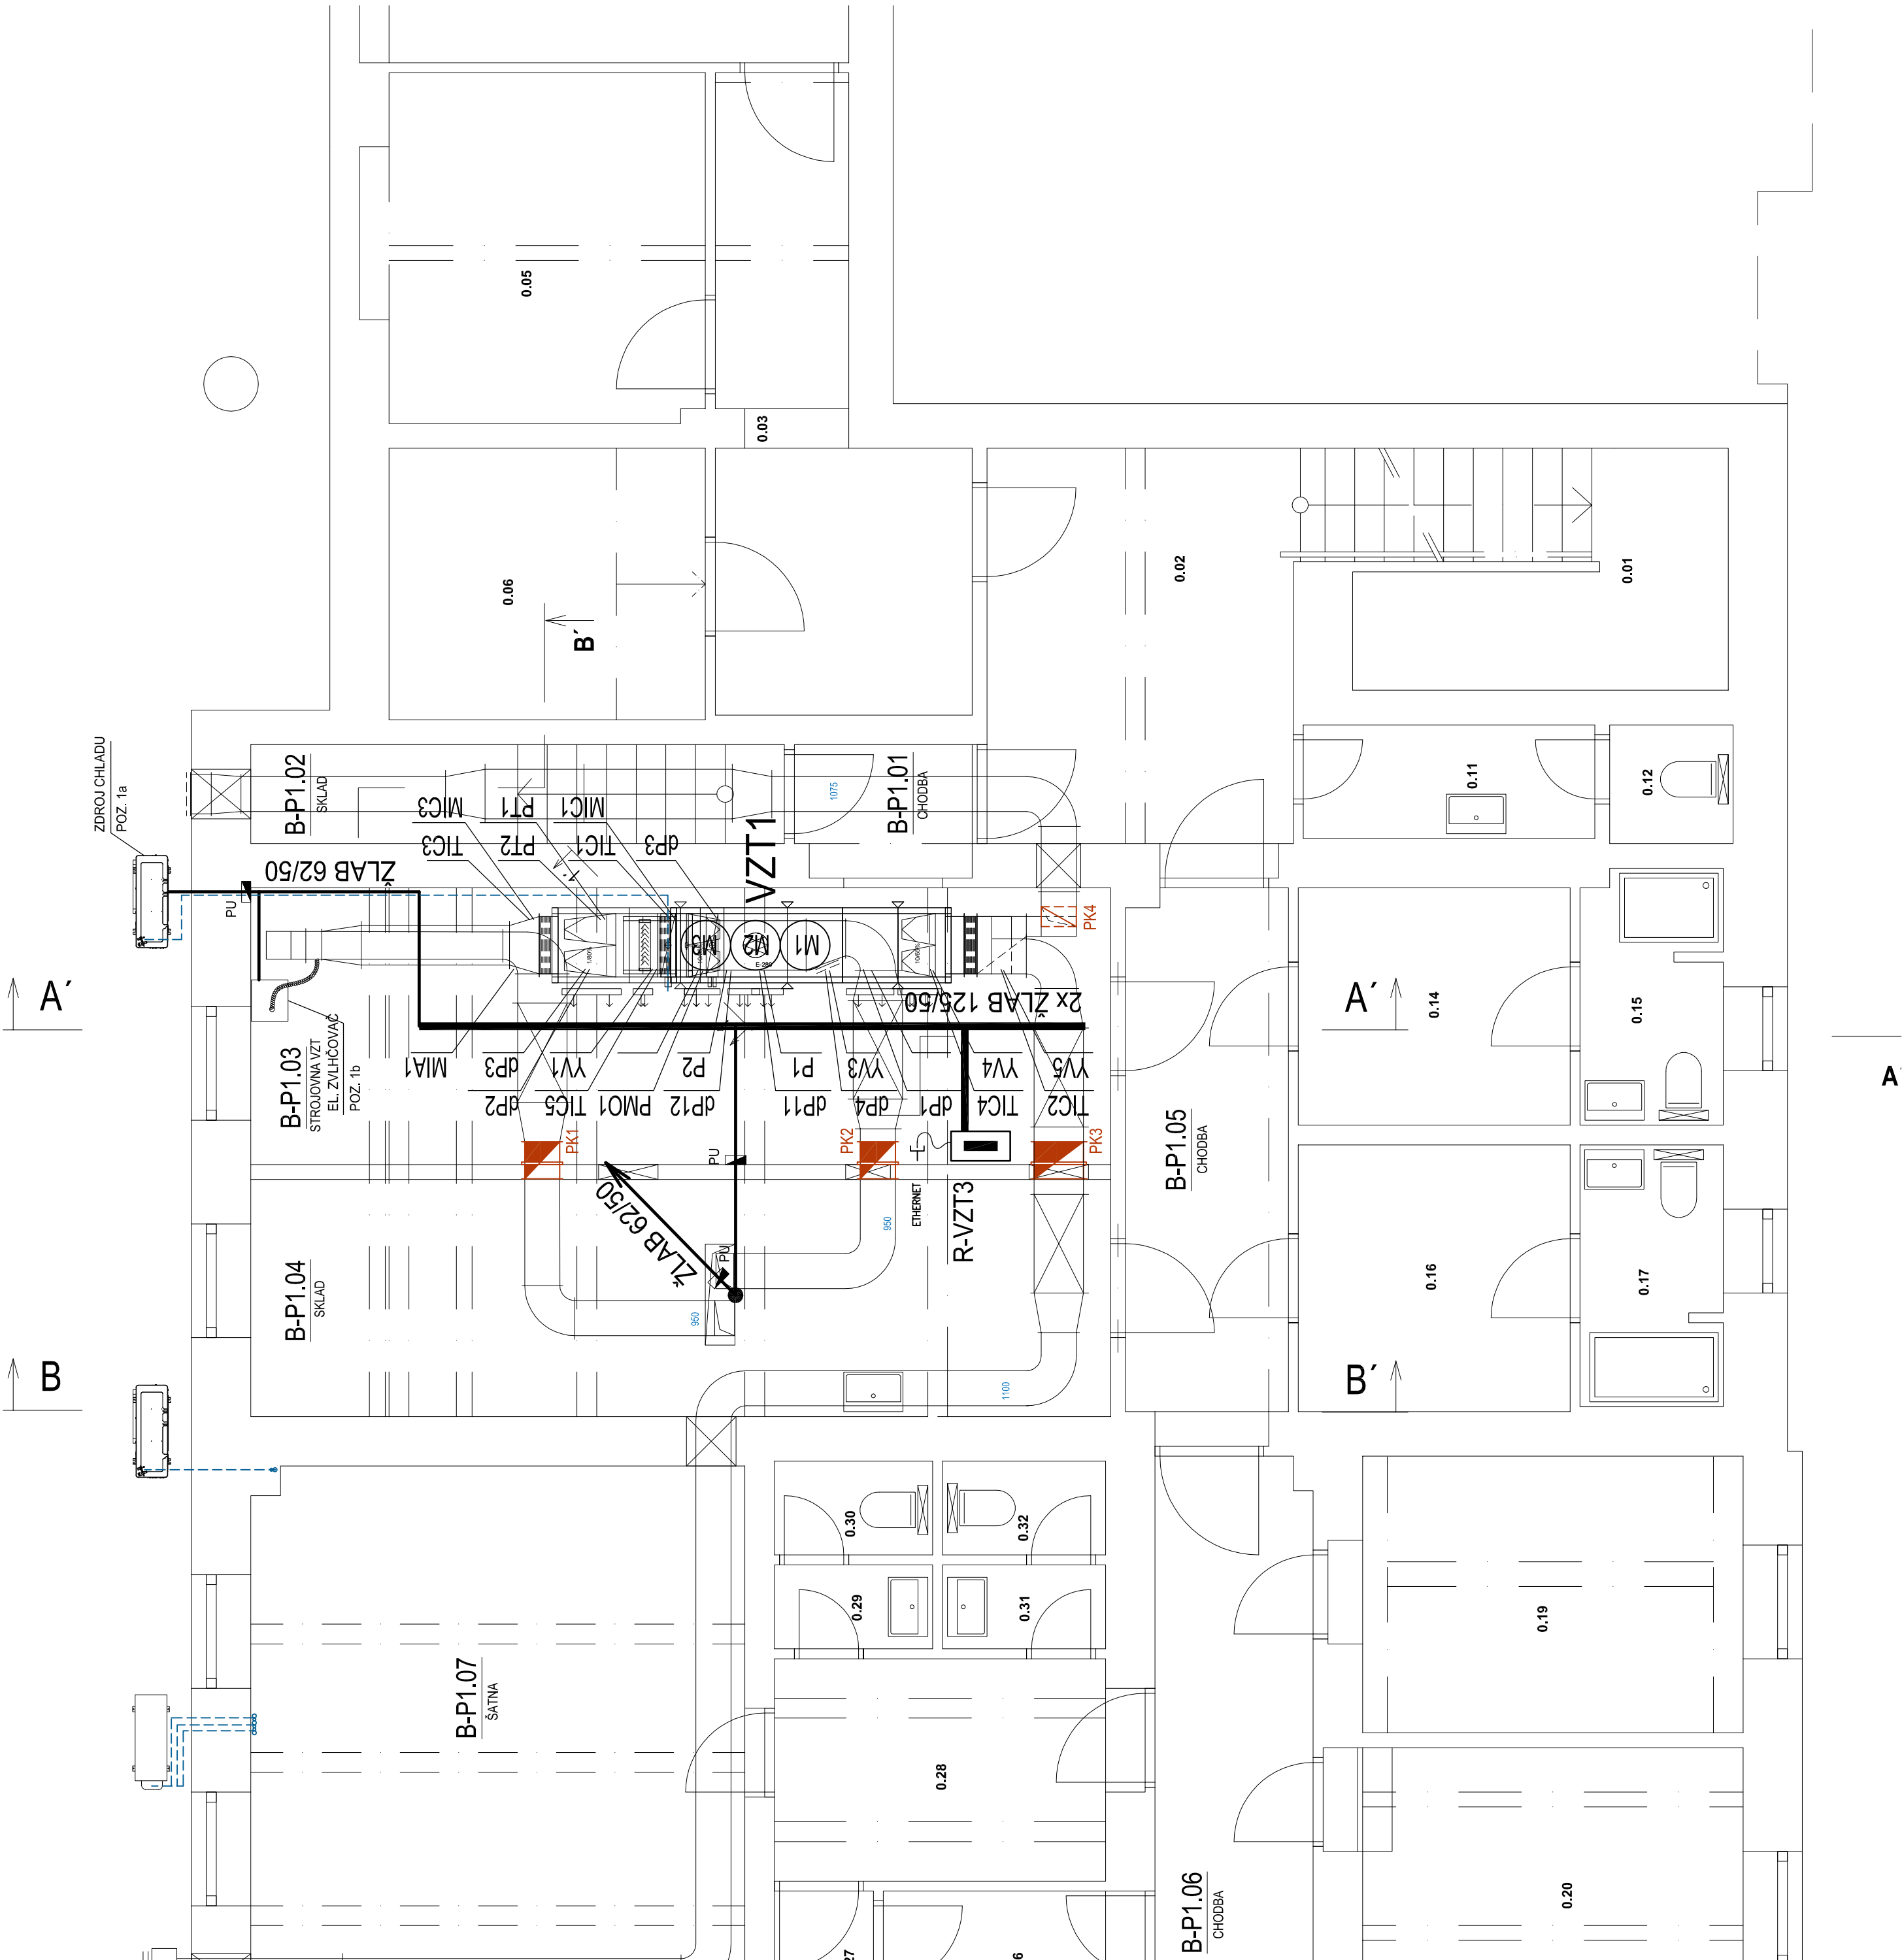 0.05
0.03
0.06
B´
0.02
0.01
ZDROJ CHLADU
POZ. 1a
B-P1.02
SKLAD
1075
B-P1.01
CHODBA
0.11
0.12
MIC3
PT1
MIC1
TIC3
PT2
TIC1
dP3
VZT1
ŽLAB 62/50
PU
PK4
M3
M2
M1
E-280
A´
2x ŽLAB 125/50
A´
0.14
0.15
A´
B-P1.03
STROJOVNA VZT
EL. ZVLHČOVAČ
POZ. 1b
MIA1
dP3
YV1
P2
P1
YV3
YV4
YV5
dP2
TIC5
PMO1
dP12
dP11
dP4
dP1
TIC4
TIC2
PK1
PK2
PK3
PU
ETHERNET
R-VZT3
B-P1.05
CHODBA
ŽLAB 62/50
PU
950
950
B-P1.04
SKLAD
0.16
0.17
B
1100
B´
0.30
0.32
0.29
0.31
0.19
B-P1.07
ŠATNA
0.28
B-P1.06
CHODBA
0.20
27
6